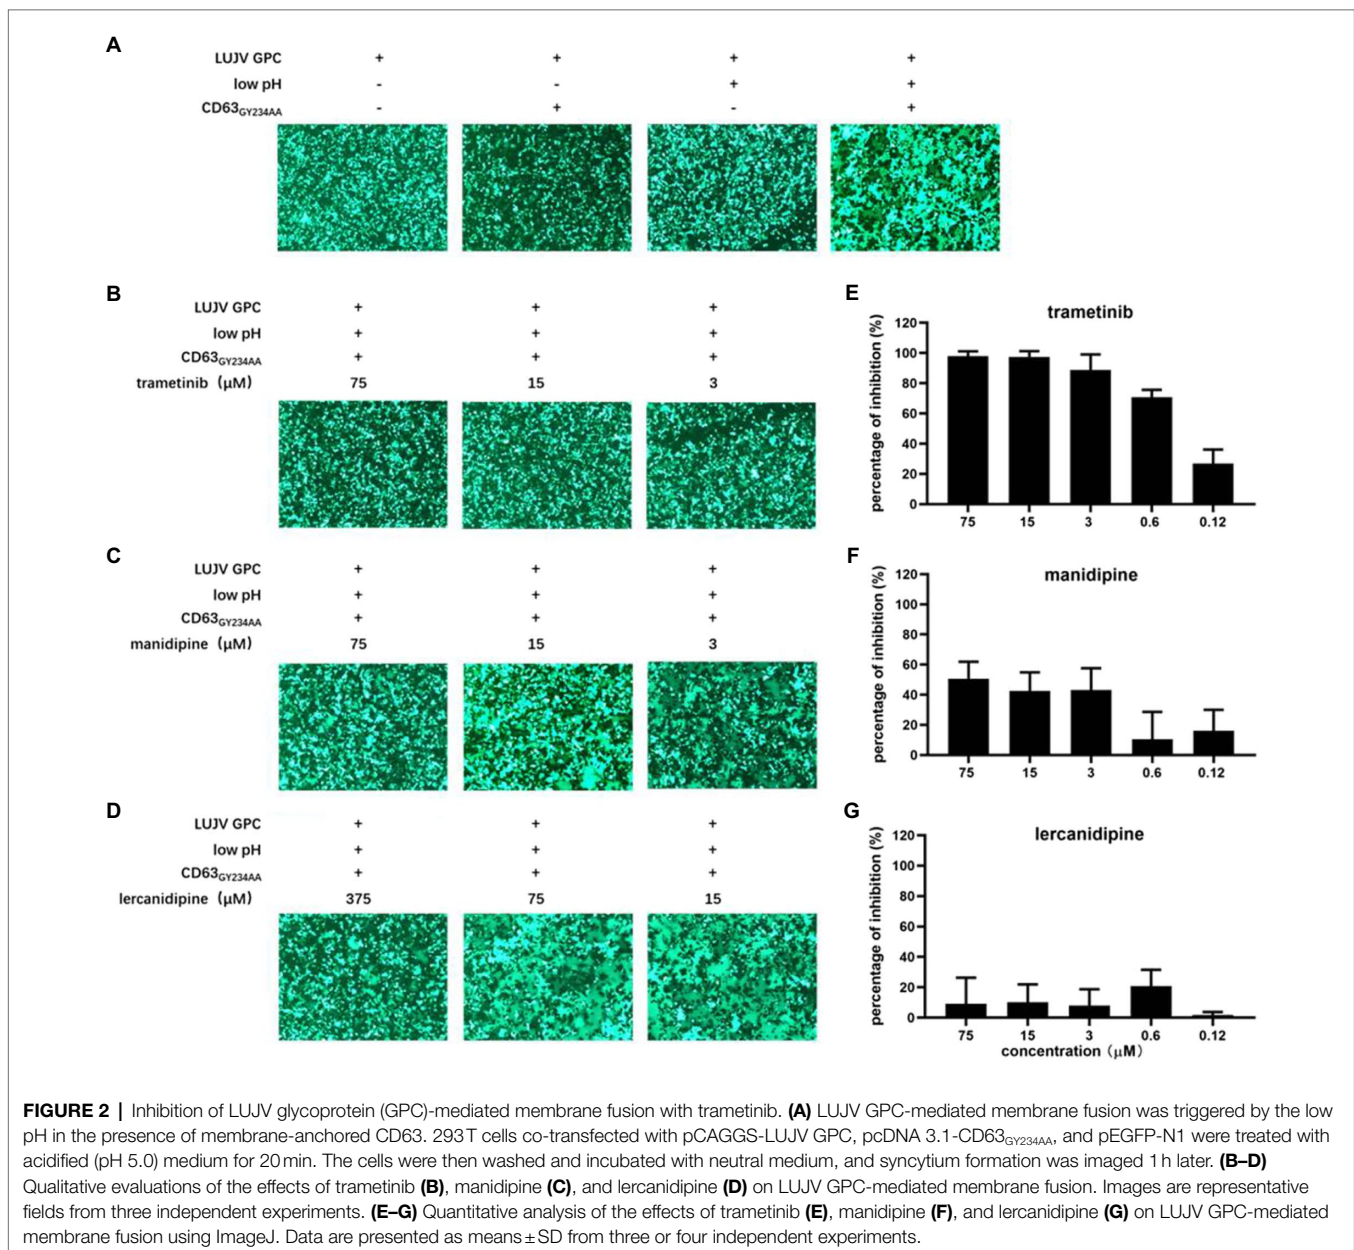 A
LUJV GPC + + + +
low pH - - + +
CD63GY234AA - + - +
B
LUJV GPC + + +
low pH + + +
CD63GY234AA + + +
trametinib (μM) 75 15 3
E
trametinib
percentage of inhibition (%)
120
100
80
60
40
20
0
75 15 3 0.6 0.12
C
LUJV GPC + + +
low pH + + +
CD63GY234AA + + +
manidipine (μM) 75 15 3
F
manidipine
percentage of inhibition (%)
120
100
80
60
40
20
0
75 15 3 0.6 0.12
D
LUJV GPC + + +
low pH + + +
CD63GY234AA + + +
lercanidipine (μM) 375 75 15
G
lercanidipine
percentage of inhibition (%)
120
100
80
60
40
20
0
75 15 3 0.6 0.12
concentration (μM)
FIGURE 2 | Inhibition of LUJV glycoprotein (GPC)-mediated membrane fusion with trametinib. (A) LUJV GPC-mediated membrane fusion was triggered by the low
pH in the presence of membrane-anchored CD63. 293T cells co-transfected with pCAGGS-LUJV GPC, pcDNA 3.1-CD63GY234AA, and pEGFP-N1 were treated with
acidified (pH 5.0) medium for 20 min. The cells were then washed and incubated with neutral medium, and syncytium formation was imaged 1 h later. (B–D)
Qualitative evaluations of the effects of trametinib (B), manidipine (C), and lercanidipine (D) on LUJV GPC-mediated membrane fusion. Images are representative
fields from three independent experiments. (E–G) Quantitative analysis of the effects of trametinib (E), manidipine (F), and lercanidipine (G) on LUJV GPC-mediated
membrane fusion using ImageJ. Data are presented as means ± SD from three or four independent experiments.